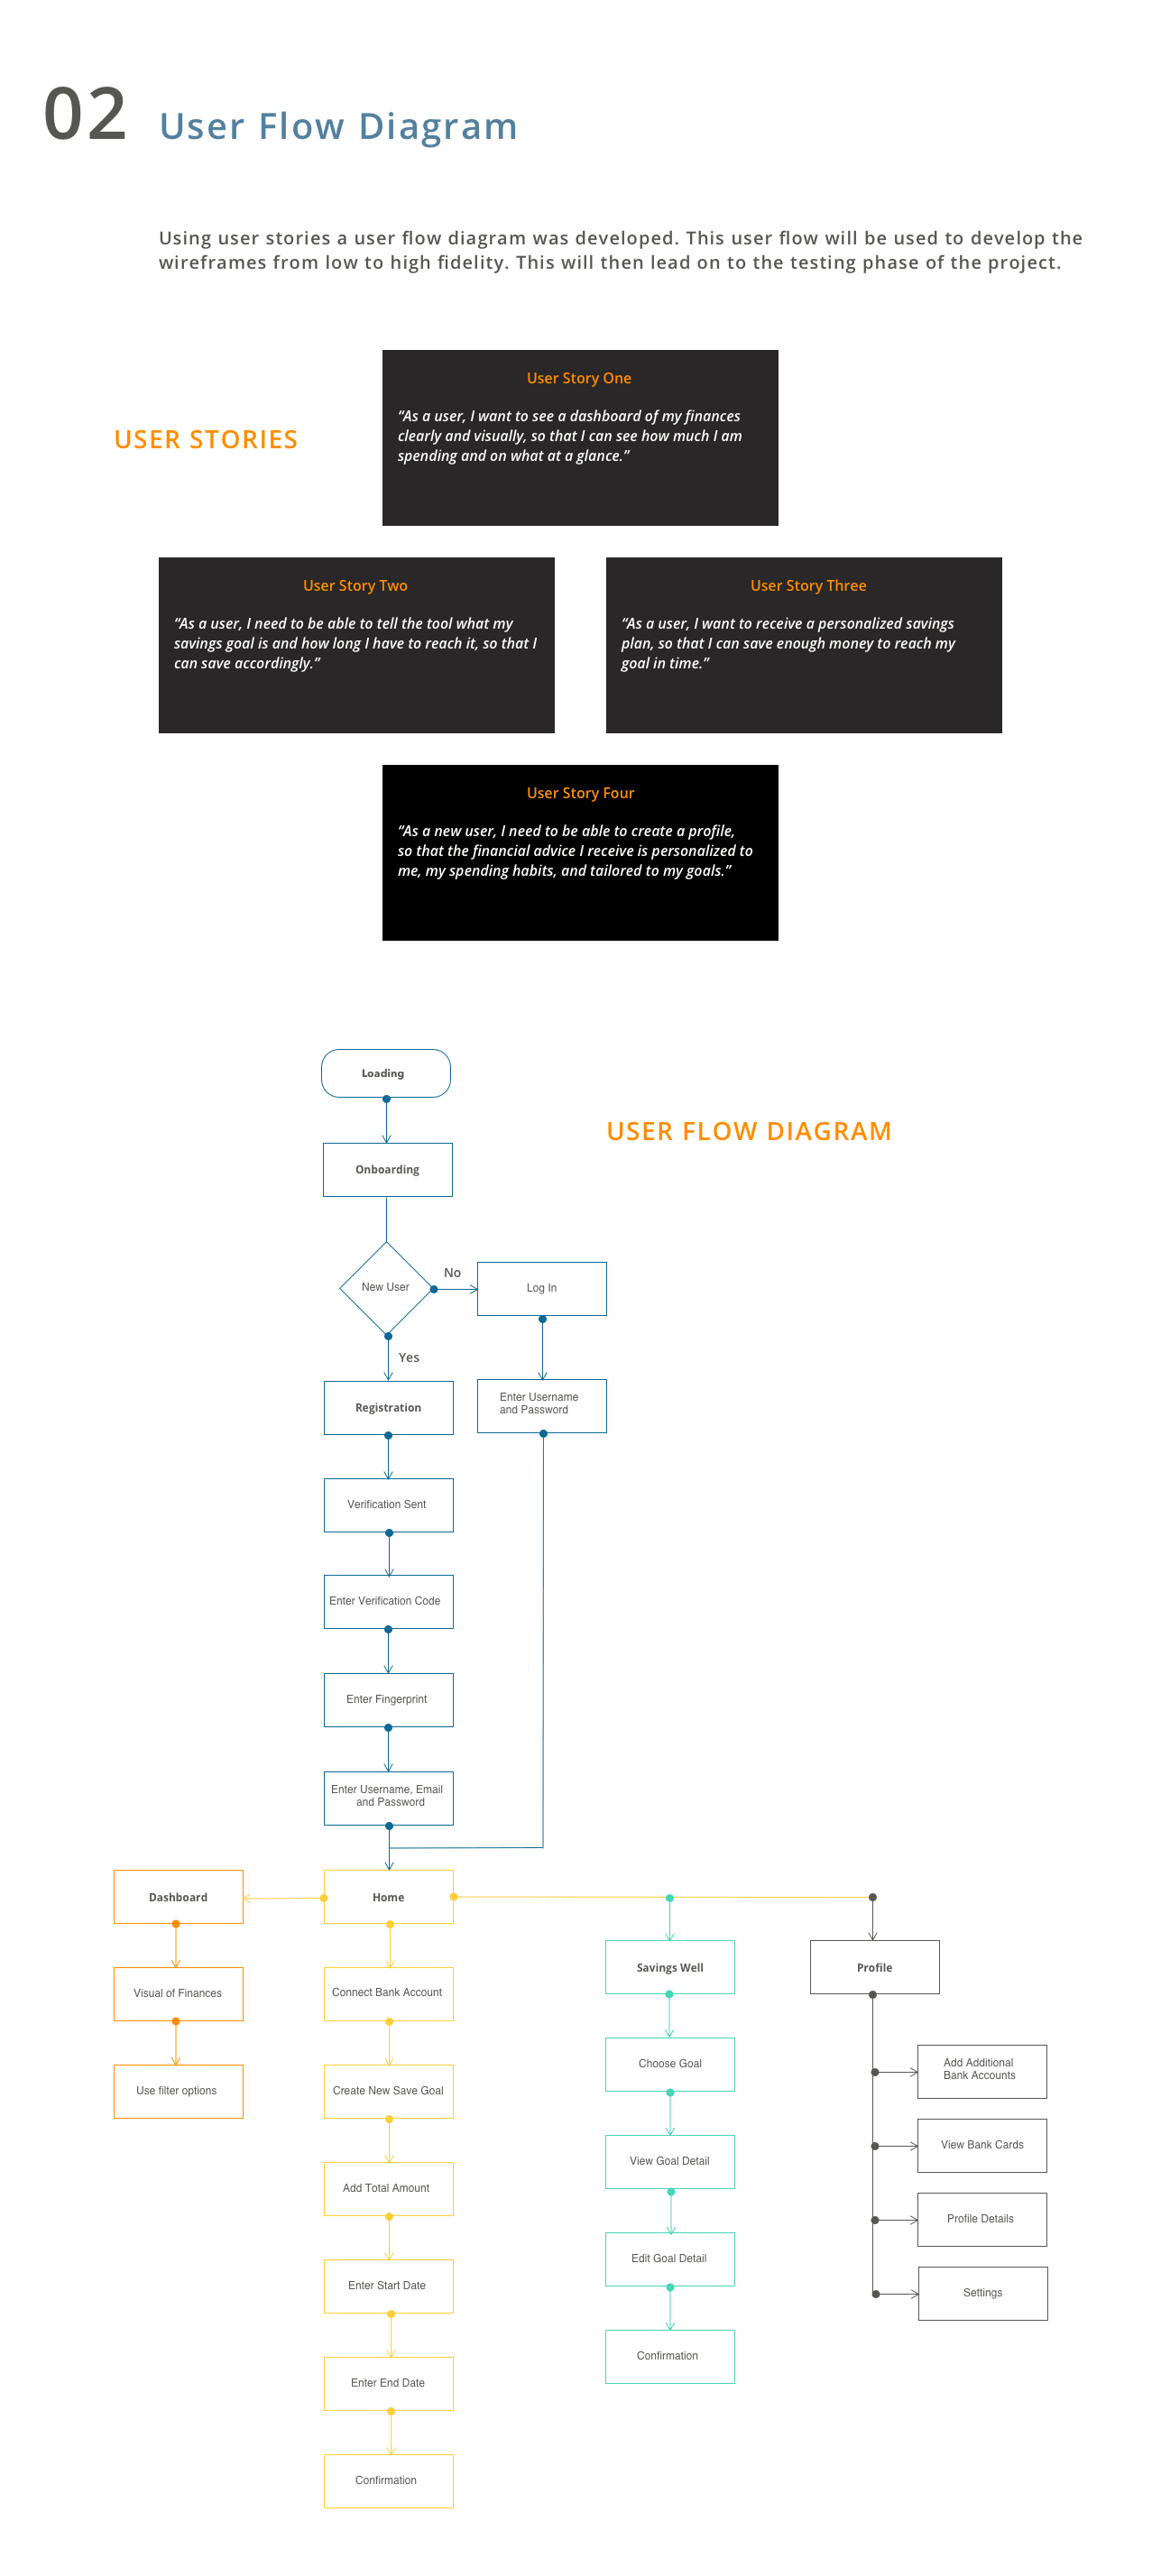 02 User Flow Diagram
Using user stories a user flow diagram was developed. This user flow will be used to develop the
wireframes from low to high fidelity. This will then lead on to the testing phase of the project.
USER STORIES
User Story One
“As a user, I want to see a dashboard of my finances
clearly and visually, so that I can see how much I am
spending and on what at a glance.”
User Story Two
“As a user, I need to be able to tell the tool what my
savings goal is and how long I have to reach it, so that I
can save accordingly.”
User Story Three
“As a user, I want to receive a personalized savings
plan, so that I can save enough money to reach my
goal in time.”
User Story Four
“As a new user, I need to be able to create a profile,
so that the financial advice I receive is personalized to
me, my spending habits, and tailored to my goals.”
USER FLOW DIAGRAM
Loading
Onboarding
New User
No
Log In
Yes
Enter Username
and Password
Registration
Verification Sent
Enter Verification Code
Enter Fingerprint
Enter Username, Email
and Password
Dashboard
Visual of Finances
Use filter options
Home
Connect Bank Account
Create New Save Goal
Add Total Amount
Enter Start Date
Enter End Date
Confirmation
Savings Well
Choose Goal
View Goal Detail
Edit Goal Detail
Confirmation
Profile
Add Additional
Bank Accounts
View Bank Cards
Profile Details
Settings